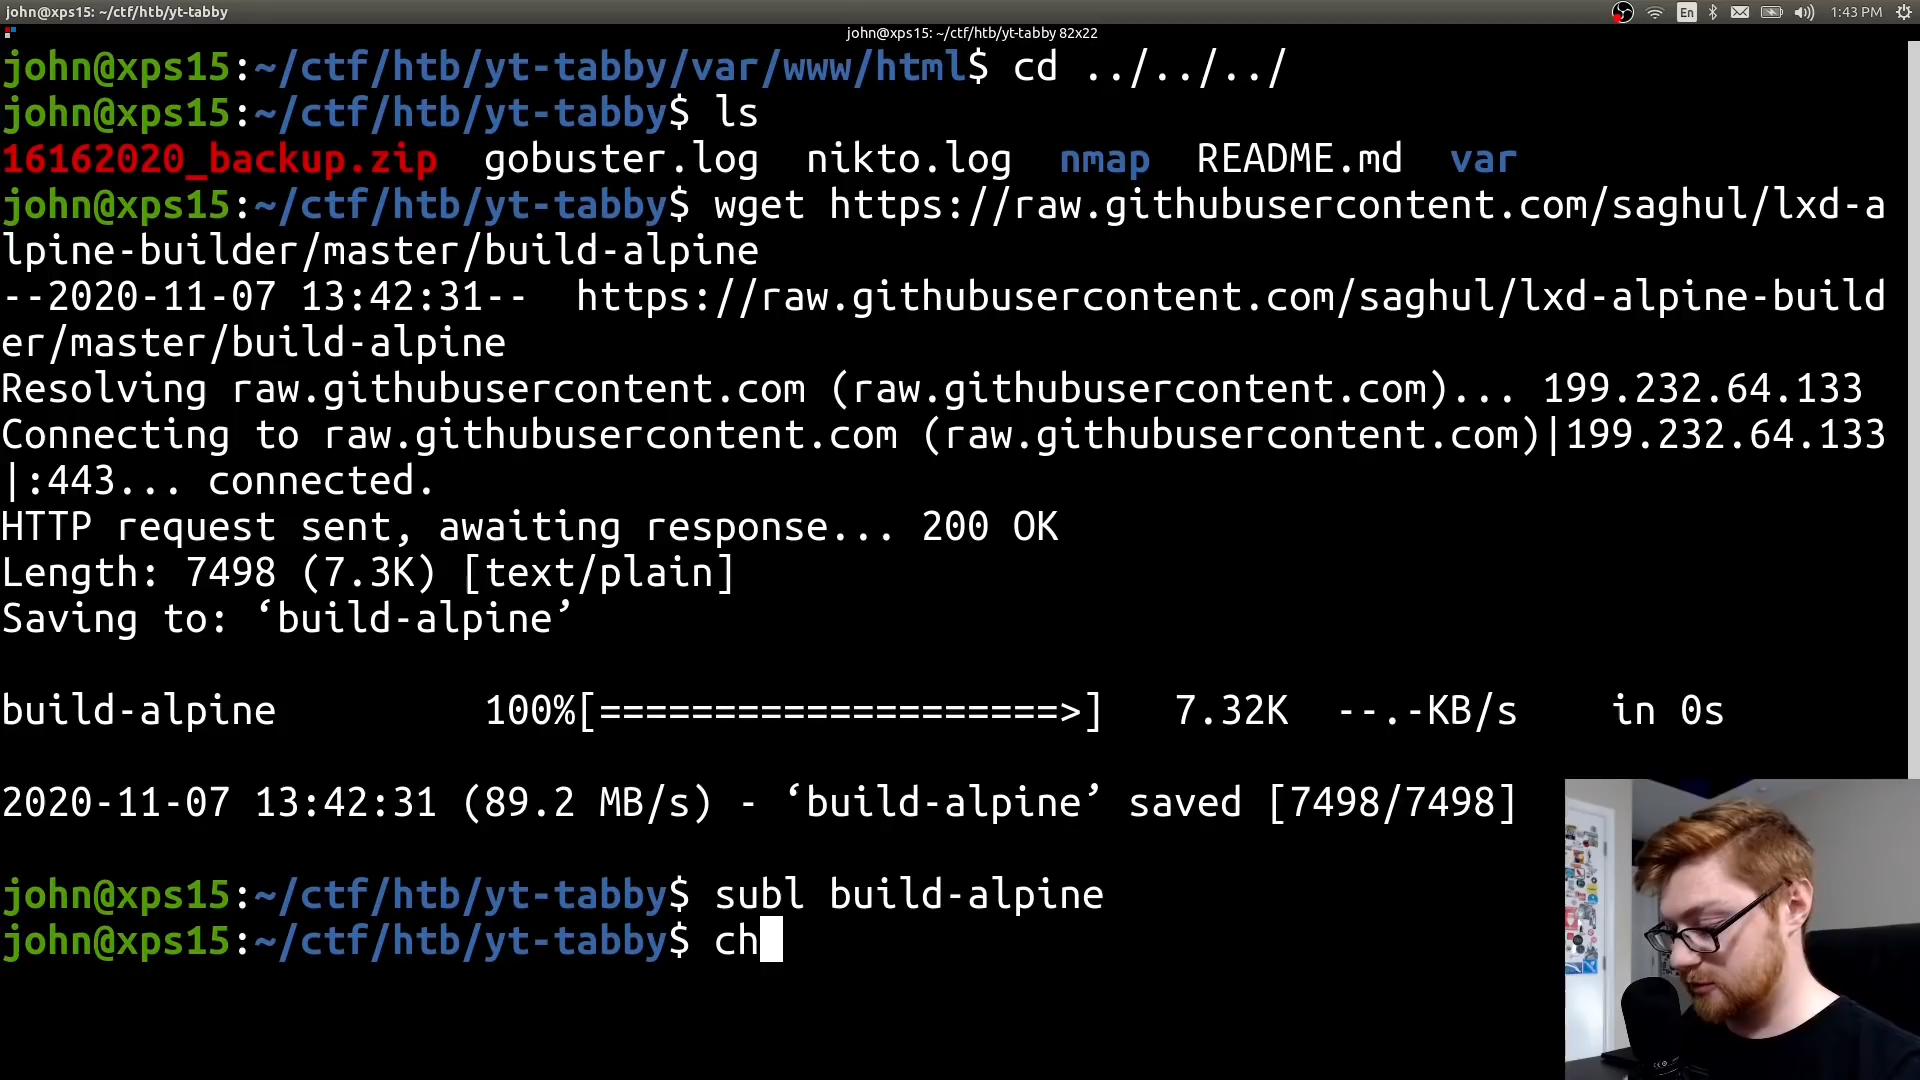 john@xps15: ~/ctf/htb/yt-tabby
En
1:43 PM
john@xps15: ~/ctf/htb/yt-tabby 82x22
john@xps15:~/ctf/htb/yt-tabby/var/www/html$ cd ../../../
john@xps15:~/ctf/htb/yt-tabby$ ls
16162020_backup.zip  gobuster.log  nikto.log  nmap  README.md  var
john@xps15:~/ctf/htb/yt-tabby$ wget https://raw.githubusercontent.com/saghul/lxd-a
lpine-builder/master/build-alpine
--2020-11-07 13:42:31--  https://raw.githubusercontent.com/saghul/lxd-alpine-build
er/master/build-alpine
Resolving raw.githubusercontent.com (raw.githubusercontent.com)... 199.232.64.133
Connecting to raw.githubusercontent.com (raw.githubusercontent.com)|199.232.64.133
|:443... connected.
HTTP request sent, awaiting response... 200 OK
Length: 7498 (7.3K) [text/plain]
Saving to: ‘build-alpine’
build-alpine         100%[====================>]   7.32K  --.-KB/s    in 0s
2020-11-07 13:42:31 (89.2 MB/s) - ‘build-alpine’ saved [7498/7498]
john@xps15:~/ctf/htb/yt-tabby$ subl build-alpine
john@xps15:~/ctf/htb/yt-tabby$ ch